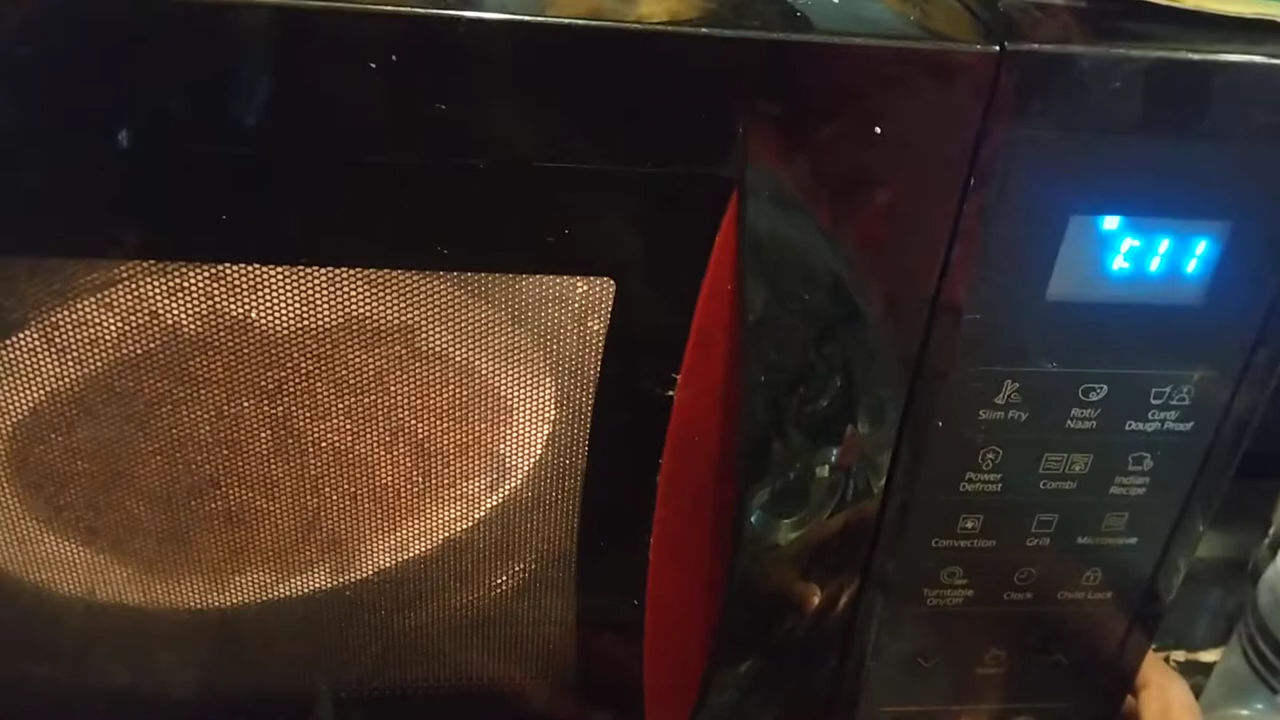 E11
Slim Fry
Roti/
Naan
Curd/
Dough Proof
Power
Defrost
Combi
Indian
Recipe
Convection
Grill
Microwave
Turntable
On/Off
Clock
Child Lock